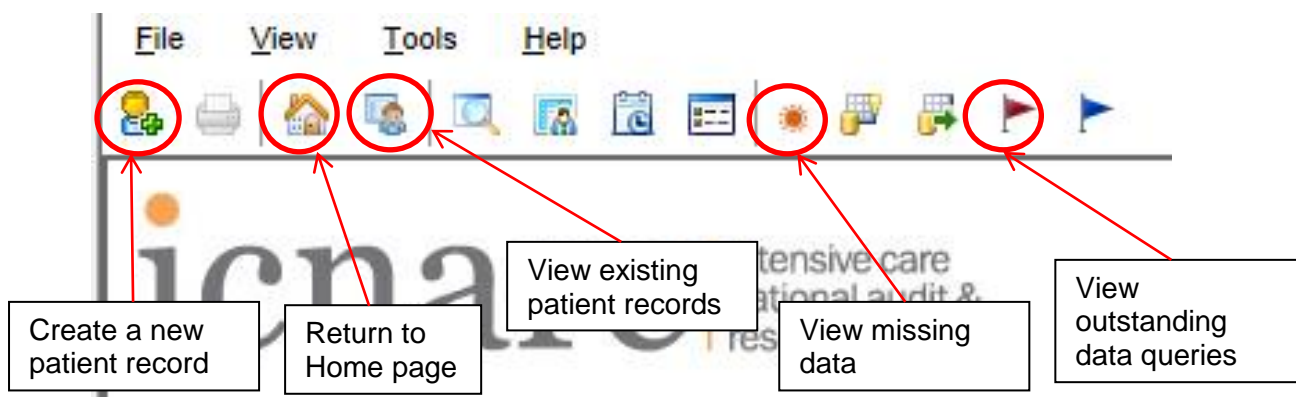 File View Tools Help
icnarc
tensive care
ational audit &
res
View existing
patient records
Create a new
patient record
Return to
Home page
View missing
data
View
outstanding
data queries